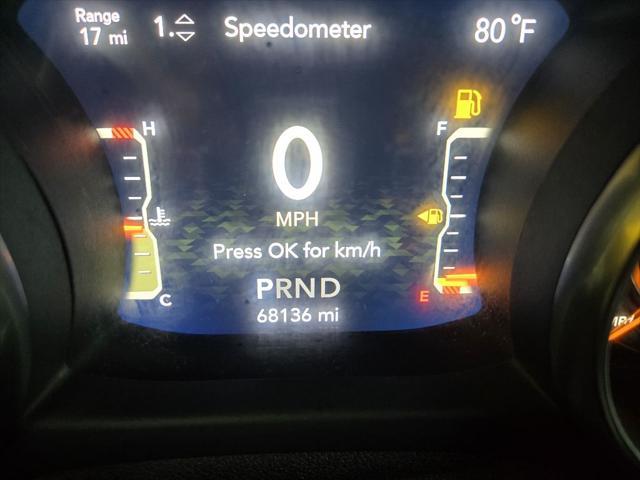 Range
17 mi
1.
Speedometer
80°F
H
F
0
MPH
Press OK for km/h
PRND
C
E
68136 mi